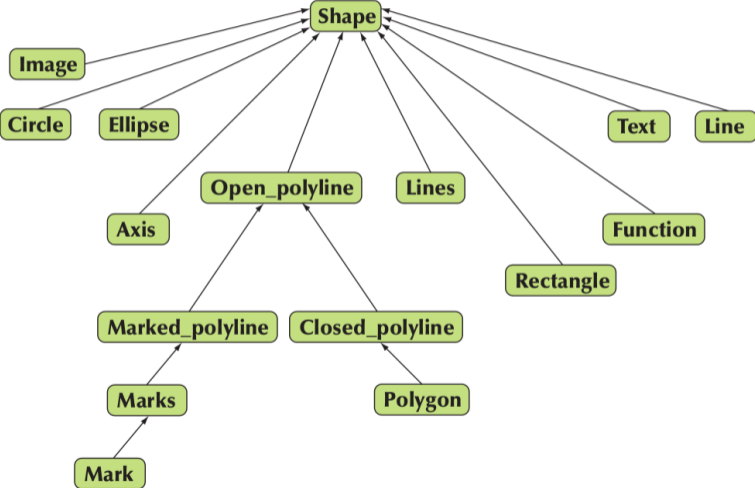 Shape
Image
Circle
Ellipse
Text
Line
Open_polyline
Lines
Axis
Function
Rectangle
Marked_polyline
Closed_polyline
Marks
Polygon
Mark